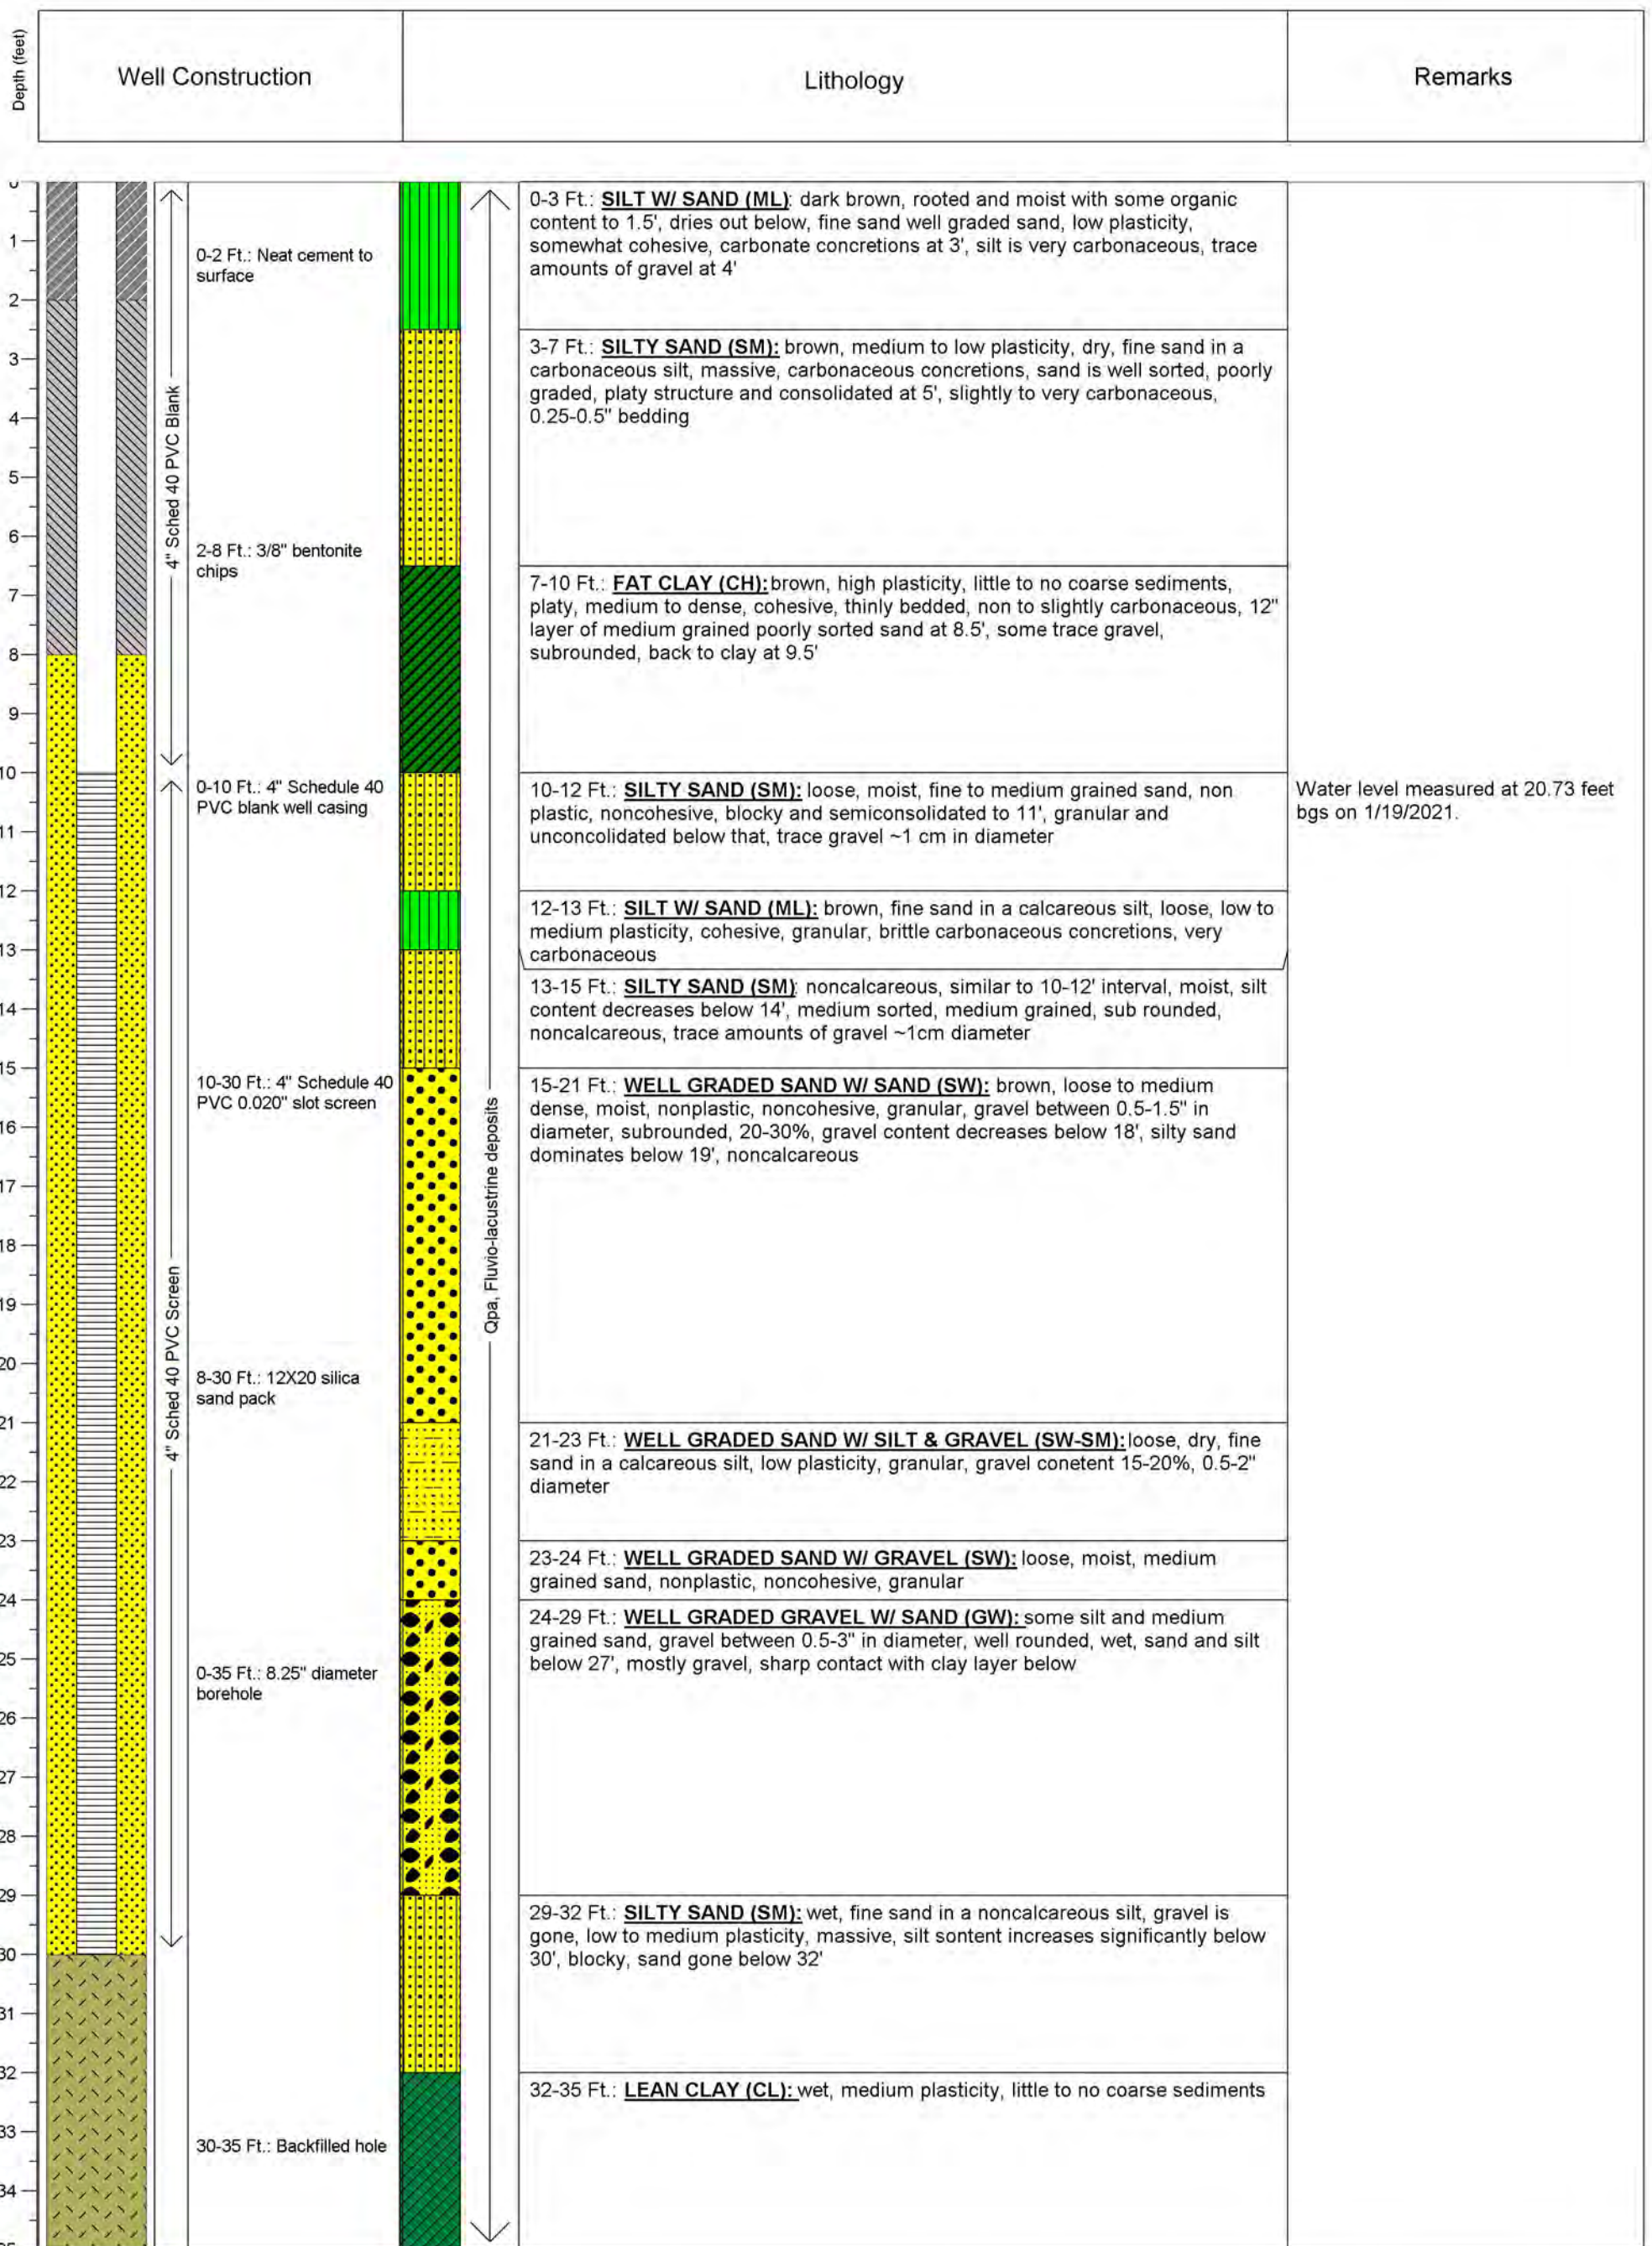 Depth (feet)
Well Construction
Lithology
Remarks
1
2
3
4
5
6
7
8
9
10
11
12
13
14
15
16
17
18
19
20
21
22
23
24
25
26
27
28
29
30
31
32
33
34
4" Sched 40 PVC Blank
4" Sched 40 PVC Screen
0-2 Ft.: Neat cement to
surface
2-8 Ft.: 3/8" bentonite
chips
0-10 Ft.: 4" Schedule 40
PVC blank well casing
10-30 Ft.: 4" Schedule 40
PVC 0.020" slot screen
8-30 Ft.: 12X20 silica
sand pack
0-35 Ft.: 8.25" diameter
borehole
30-35 Ft.: Backfilled hole
Qpa, Fluvio-lacustrine deposits
0-3 Ft.: SILT W/ SAND (ML): dark brown, rooted and moist with some organic
content to 1.5', dries out below, fine sand well graded sand, low plasticity,
somewhat cohesive, carbonate concretions at 3', silt is very carbonaceous, trace
amounts of gravel at 4'
3-7 Ft.: SILTY SAND (SM): brown, medium to low plasticity, dry, fine sand in a
carbonaceous silt, massive, carbonaceous concretions, sand is well sorted, poorly
graded, platy structure and consolidated at 5', slightly to very carbonaceous,
0.25-0.5" bedding
7-10 Ft.: FAT CLAY (CH): brown, high plasticity, little to no coarse sediments,
platy, medium to dense, cohesive, thinly bedded, non to slightly carbonaceous, 12"
layer of medium grained poorly sorted sand at 8.5', some trace gravel,
subrounded, back to clay at 9.5'
10-12 Ft.: SILTY SAND (SM): loose, moist, fine to medium grained sand, non
plastic, noncohesive, blocky and semiconsolidated to 11', granular and
unconcolidated below that, trace gravel ~1 cm in diameter
12-13 Ft.: SILT W/ SAND (ML): brown, fine sand in a calcareous silt, loose, low to
medium plasticity, cohesive, granular, brittle carbonaceous concretions, very
carbonaceous
13-15 Ft.: SILTY SAND (SM): noncalcareous, similar to 10-12' interval, moist, silt
content decreases below 14', medium sorted, medium grained, sub rounded,
noncalcareous, trace amounts of gravel ~1cm diameter
15-21 Ft.: WELL GRADED SAND W/ SAND (SW): brown, loose to medium
dense, moist, nonplastic, noncohesive, granular, gravel between 0.5-1.5" in
diameter, subrounded, 20-30%, gravel content decreases below 18', silty sand
dominates below 19', noncalcareous
21-23 Ft.: WELL GRADED SAND W/ SILT & GRAVEL (SW-SM): loose, dry, fine
sand in a calcareous silt, low plasticity, granular, gravel conetent 15-20%, 0.5-2"
diameter
23-24 Ft.: WELL GRADED SAND W/ GRAVEL (SW): loose, moist, medium
grained sand, nonplastic, noncohesive, granular
24-29 Ft.: WELL GRADED GRAVEL W/ SAND (GW): some silt and medium
grained sand, gravel between 0.5-3" in diameter, well rounded, wet, sand and silt
below 27', mostly gravel, sharp contact with clay layer below
29-32 Ft.: SILTY SAND (SM): wet, fine sand in a noncalcareous silt, gravel is
gone, low to medium plasticity, massive, silt sontent increases significantly below
30', blocky, sand gone below 32'
32-35 Ft.: LEAN CLAY (CL): wet, medium plasticity, little to no coarse sediments
Water level measured at 20.73 feet
bgs on 1/19/2021.